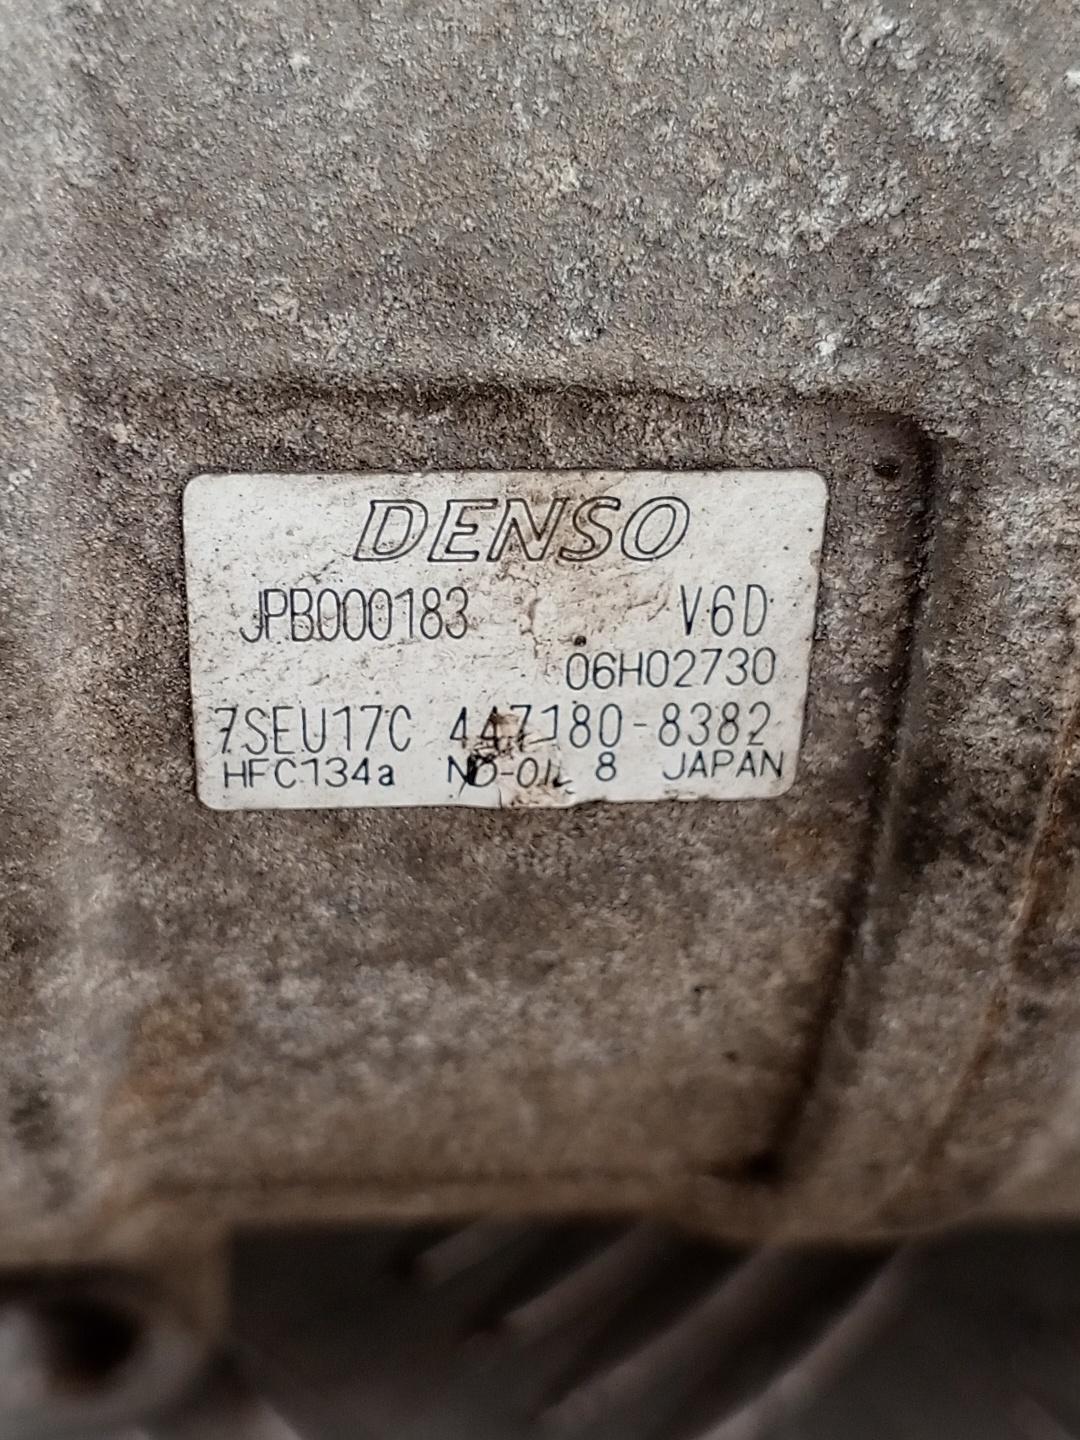 DENSO
JPB000183 V6D
06H02730
7SEU17C 447180-8382
HFC134a ND-OIL 8 JAPAN